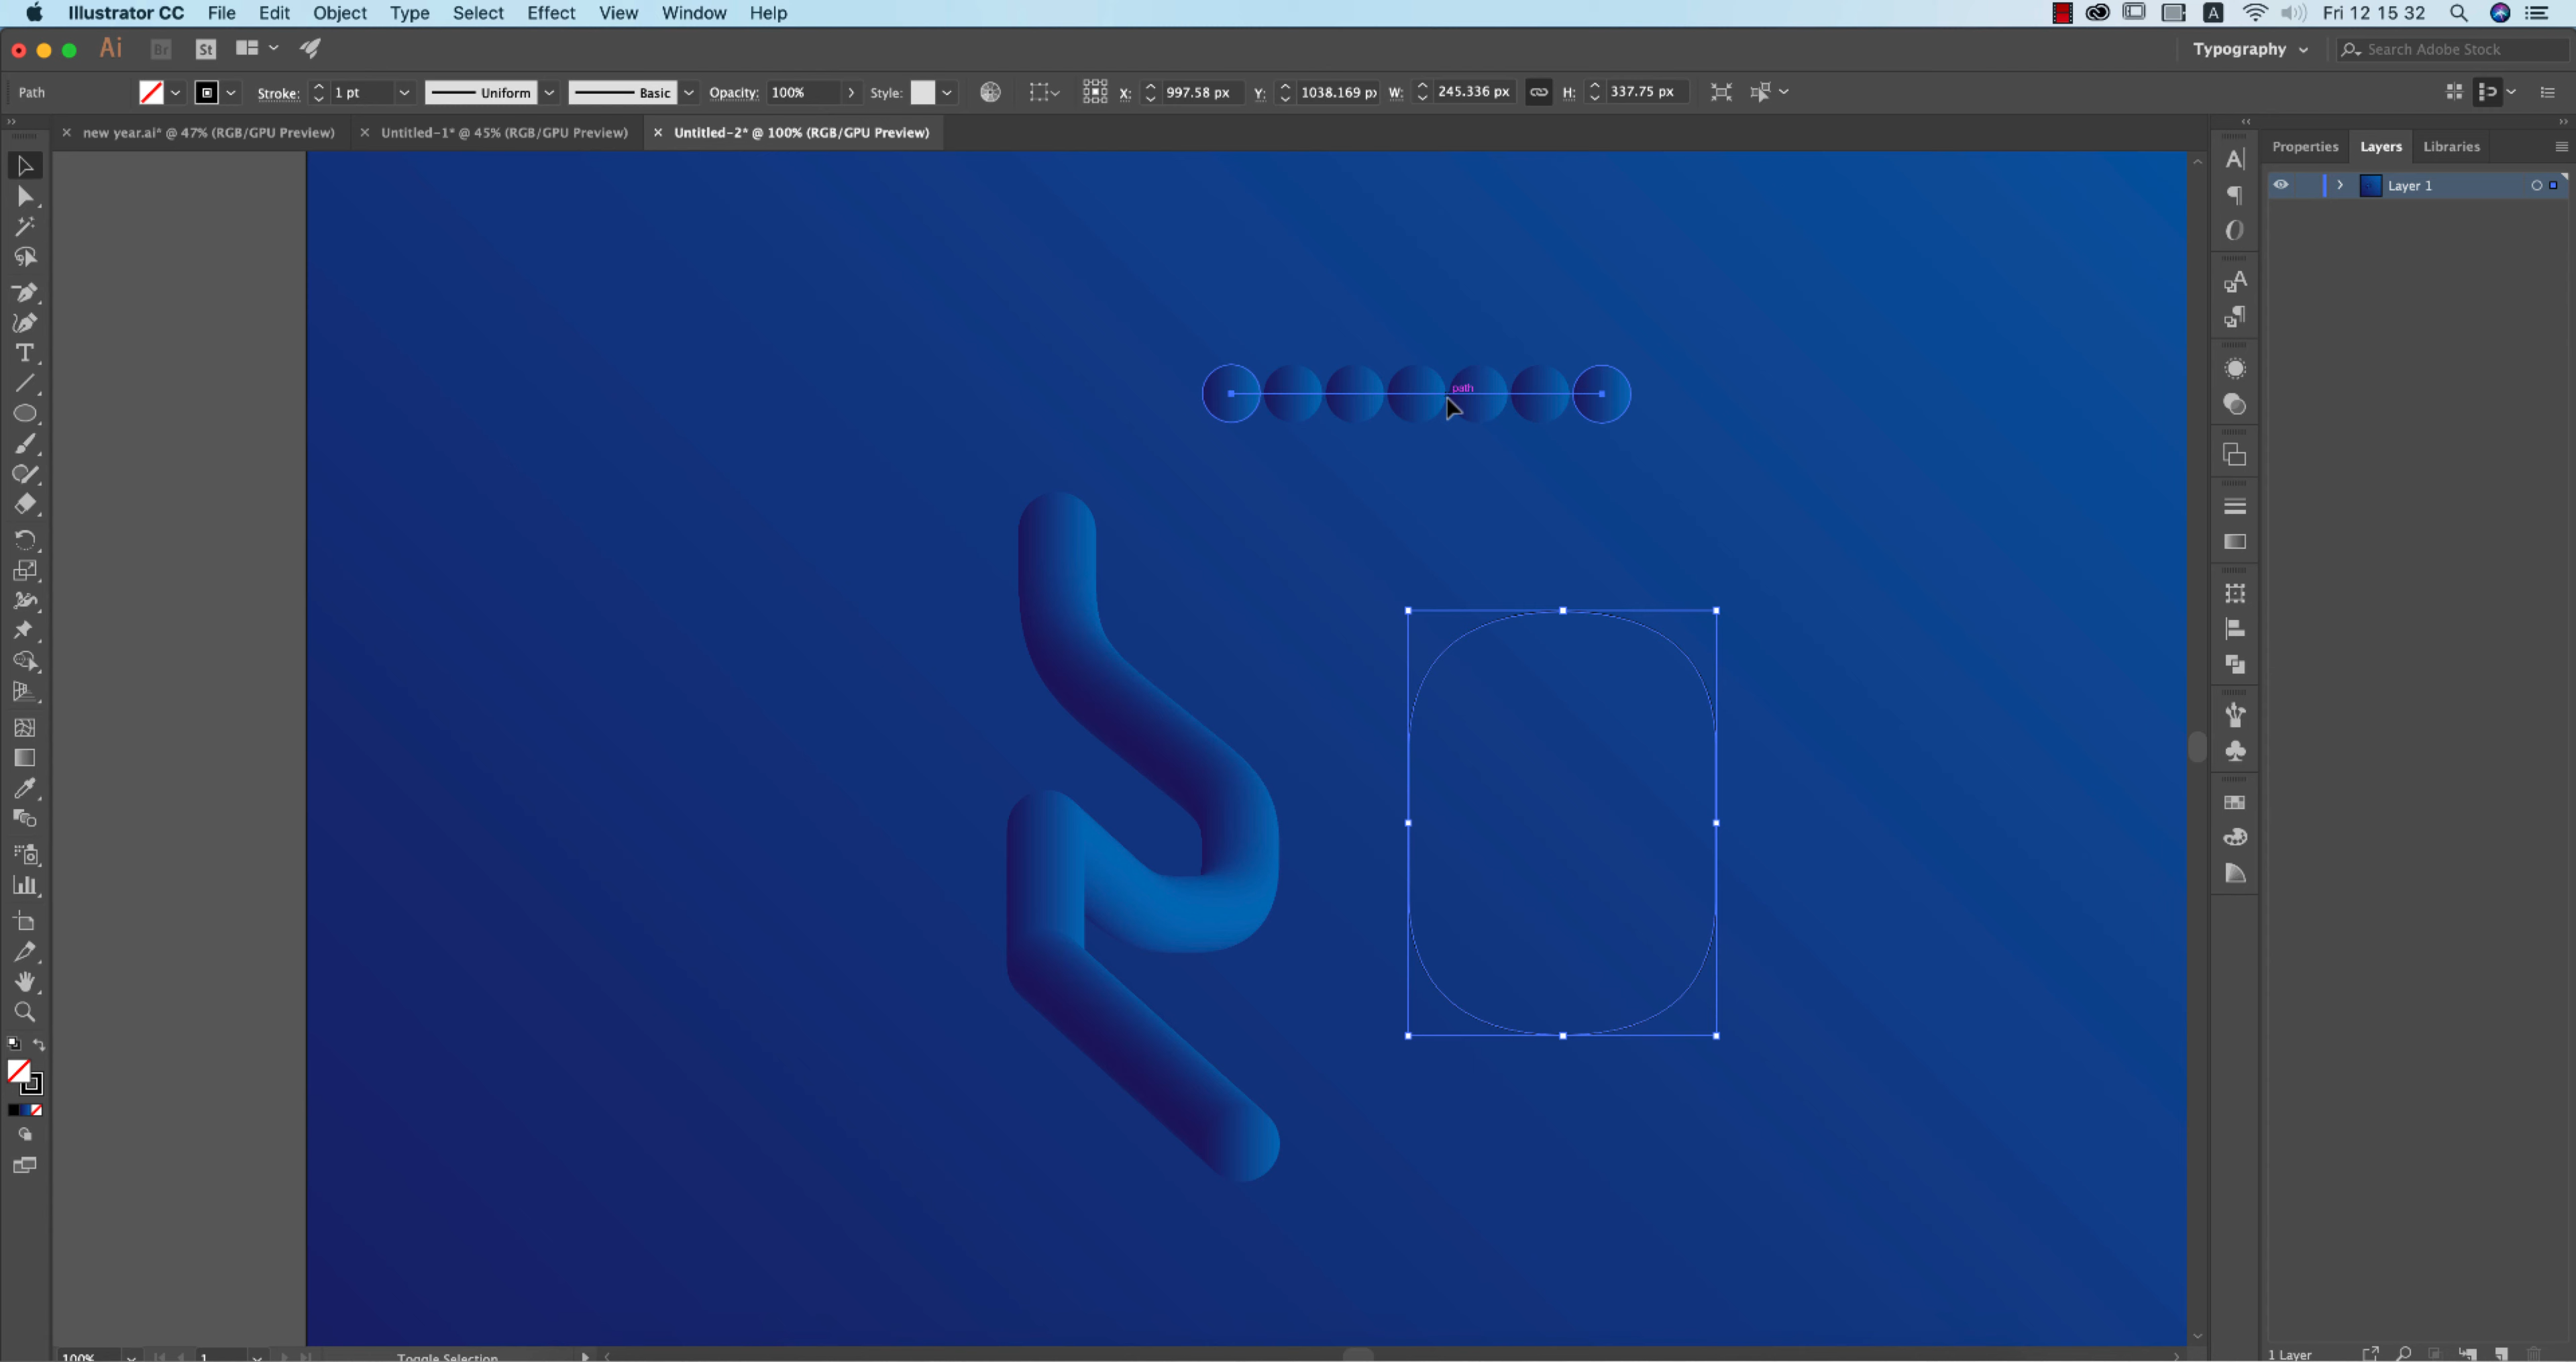 Illustrator CC File Edit Object Type Select Effect View Window Help A Fri 12 15 32
Ai Br St Typography Search Adobe Stock
Path Stroke: 1 pt Uniform Basic Opacity: 100% Style: X: 997.58 px Y: 1038.169 px W: 245.336 px H: 337.75 px
× new year.ai* @ 47% (RGB/GPU Preview) × Untitled-1* @ 45% (RGB/GPU Preview) × Untitled-2* @ 100% (RGB/GPU Preview)
Properties Layers Libraries
Layer 1
path
100% 1 Toggle Selection 1 Layer